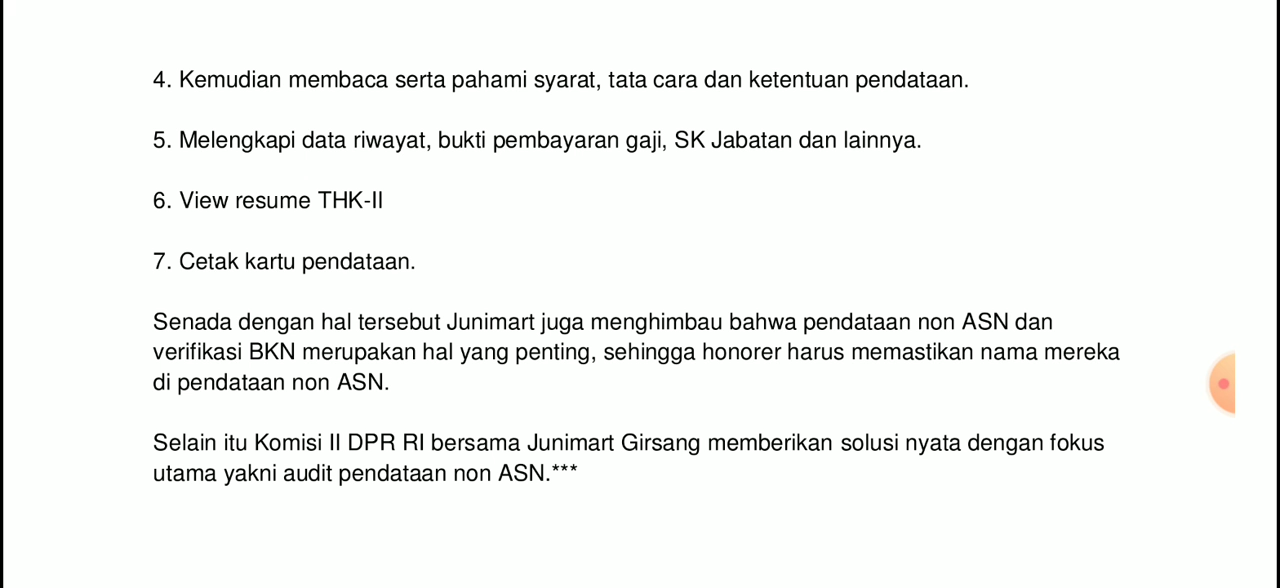 4. Kemudian membaca serta pahami syarat, tata cara dan ketentuan pendataan.
5. Melengkapi data riwayat, bukti pembayaran gaji, SK Jabatan dan lainnya.
6. View resume THK-II
7. Cetak kartu pendataan.
Senada dengan hal tersebut Junimart juga menghimbau bahwa pendataan non ASN dan
verifikasi BKN merupakan hal yang penting, sehingga honorer harus memastikan nama mereka
di pendataan non ASN.
Selain itu Komisi II DPR RI bersama Junimart Girsang memberikan solusi nyata dengan fokus
utama yakni audit pendataan non ASN.***